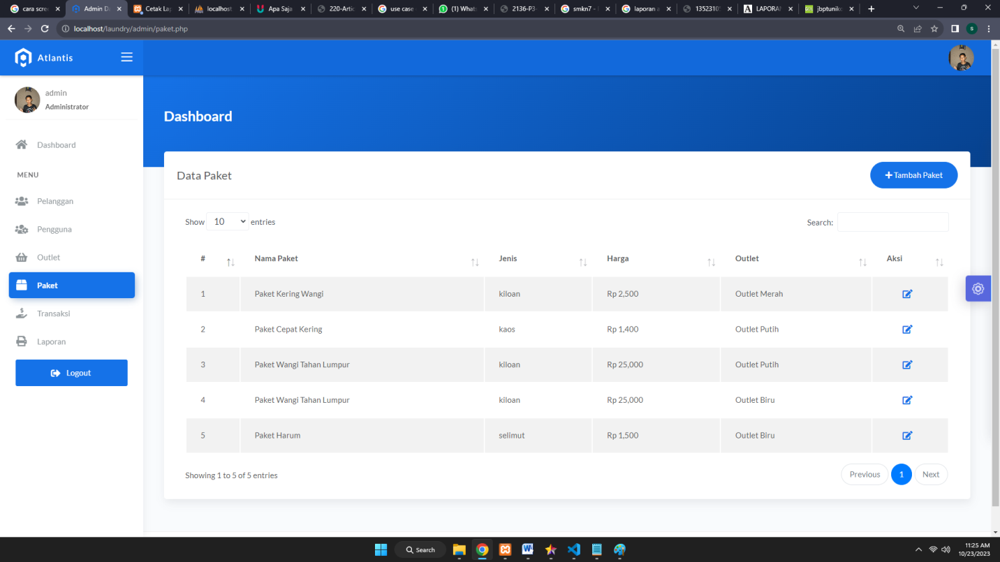 cara scree
Admin Da
Cetak Lap
localhost
Apa Saja
220-Artic
use case
(1) Whats
2136-P3-
smkn7 –
laporan a
1352310
LAPORAN
jbptuniko
localhost/laundry/admin/paket.php
S
Atlantis
admin
Administrator
Dashboard
MENU
Pelanggan
Pengguna
Outlet
Paket
Transaksi
Laporan
Logout
Dashboard
Data Paket
Tambah Paket
Show 10 entries
Search:
# Nama Paket Jenis Harga Outlet Aksi
1 Paket Kering Wangi kiloan Rp 2,500 Outlet Merah
2 Paket Cepat Kering kaos Rp 1,400 Outlet Putih
3 Paket Wangi Tahan Lumpur kiloan Rp 25,000 Outlet Putih
4 Paket Wangi Tahan Lumpur kiloan Rp 25,000 Outlet Biru
5 Paket Harum selimut Rp 1,500 Outlet Biru
Showing 1 to 5 of 5 entries
Previous 1 Next
Search
11:25 AM
10/23/2023